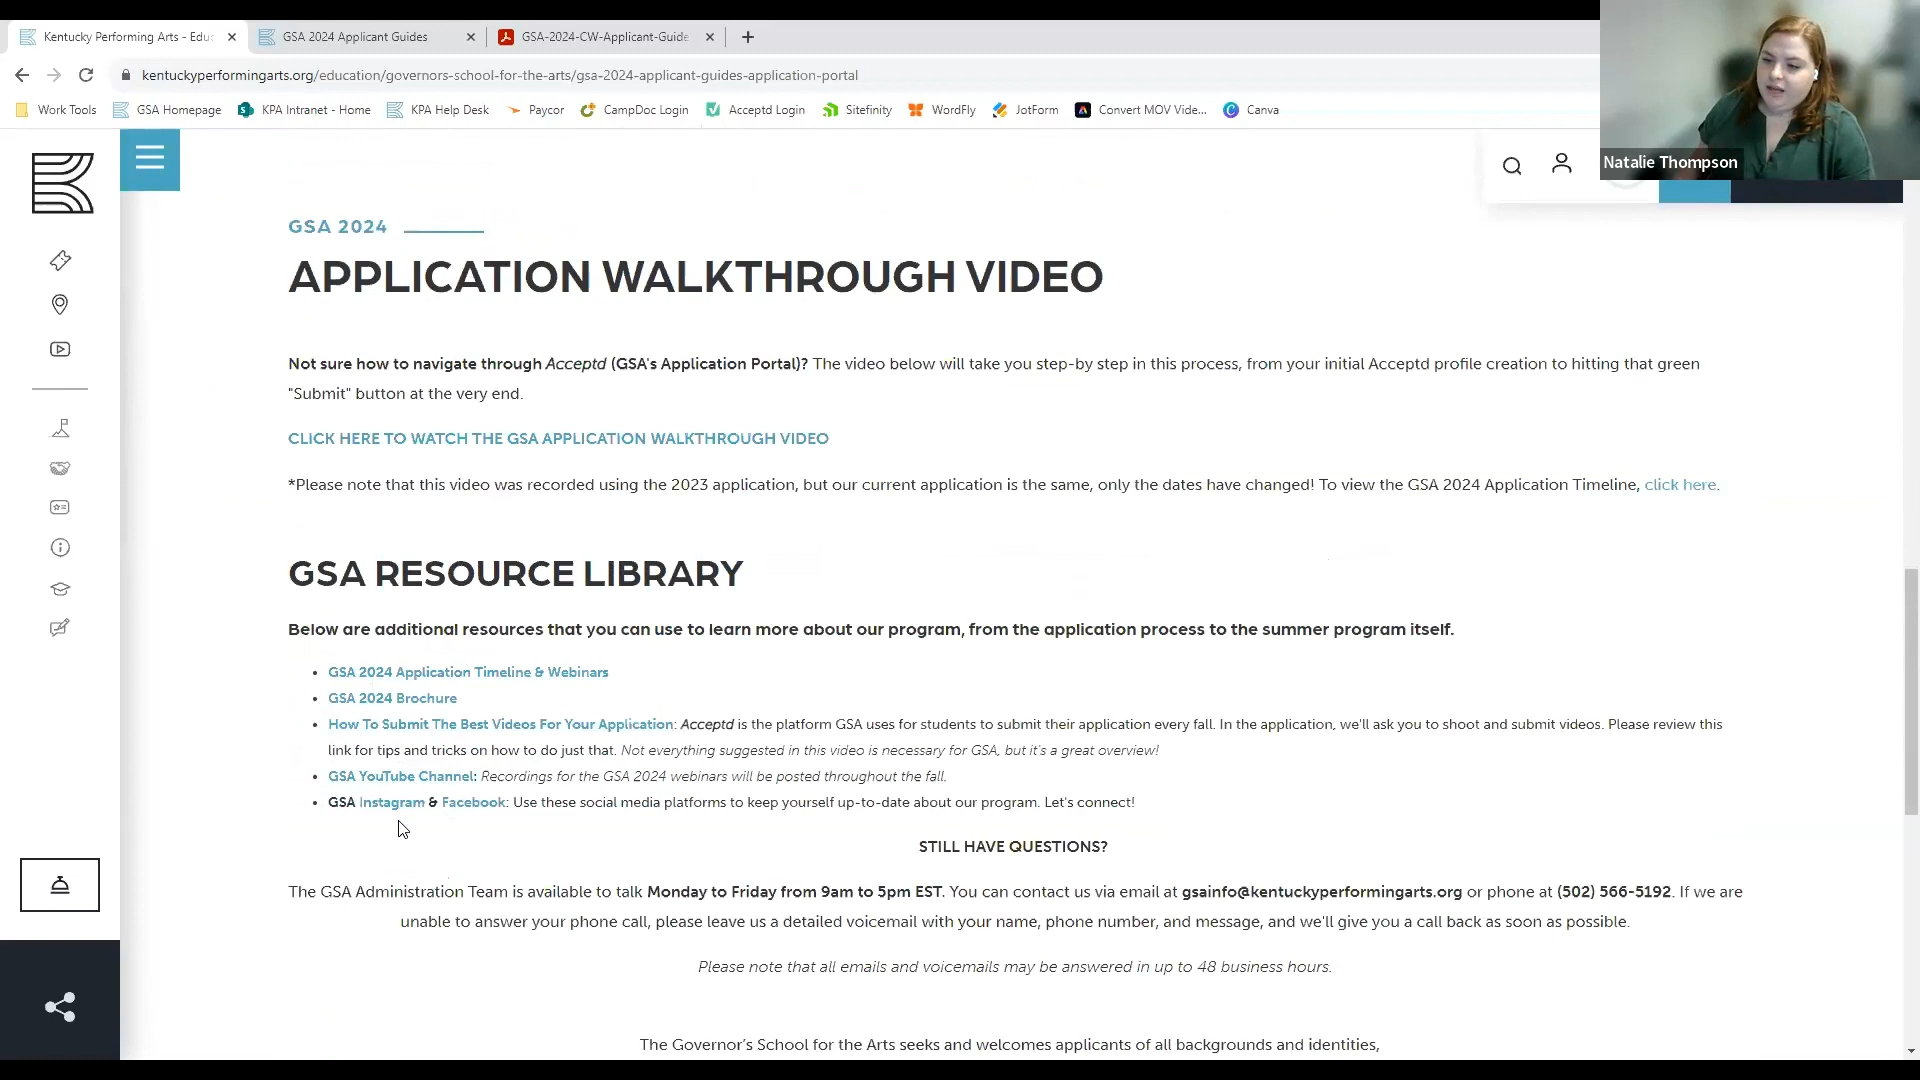 Kentucky Performing Arts - Educ
GSA 2024 Applicant Guides
GSA-2024-CW-Applicant-Guide
kentuckyperformingarts.org/education/governors-school-for-the-arts/gsa-2024-applicant-guides-application-portal
Work Tools GSA Homepage KPA Intranet - Home KPA Help Desk Paycor CampDoc Login Acceptd Login Sitefinity WordFly JotForm Convert MOV Vide... Canva
Natalie Thompson
GSA 2024
APPLICATION WALKTHROUGH VIDEO
Not sure how to navigate through Acceptd (GSA's Application Portal)? The video below will take you step-by step in this process, from your initial Acceptd profile creation to hitting that green
"Submit" button at the very end.
CLICK HERE TO WATCH THE GSA APPLICATION WALKTHROUGH VIDEO
*Please note that this video was recorded using the 2023 application, but our current application is the same, only the dates have changed! To view the GSA 2024 Application Timeline, click here.
GSA RESOURCE LIBRARY
Below are additional resources that you can use to learn more about our program, from the application process to the summer program itself.
• GSA 2024 Application Timeline & Webinars
• GSA 2024 Brochure
• How To Submit The Best Videos For Your Application: Acceptd is the platform GSA uses for students to submit their application every fall. In the application, we'll ask you to shoot and submit videos. Please review this
link for tips and tricks on how to do just that. Not everything suggested in this video is necessary for GSA, but it's a great overview!
• GSA YouTube Channel: Recordings for the GSA 2024 webinars will be posted throughout the fall.
• GSA Instagram & Facebook: Use these social media platforms to keep yourself up-to-date about our program. Let's connect!
STILL HAVE QUESTIONS?
The GSA Administration Team is available to talk Monday to Friday from 9am to 5pm EST. You can contact us via email at gsainfo@kentuckyperformingarts.org or phone at (502) 566-5192. If we are
unable to answer your phone call, please leave us a detailed voicemail with your name, phone number, and message, and we'll give you a call back as soon as possible.
Please note that all emails and voicemails may be answered in up to 48 business hours.
The Governor's School for the Arts seeks and welcomes applicants of all backgrounds and identities,